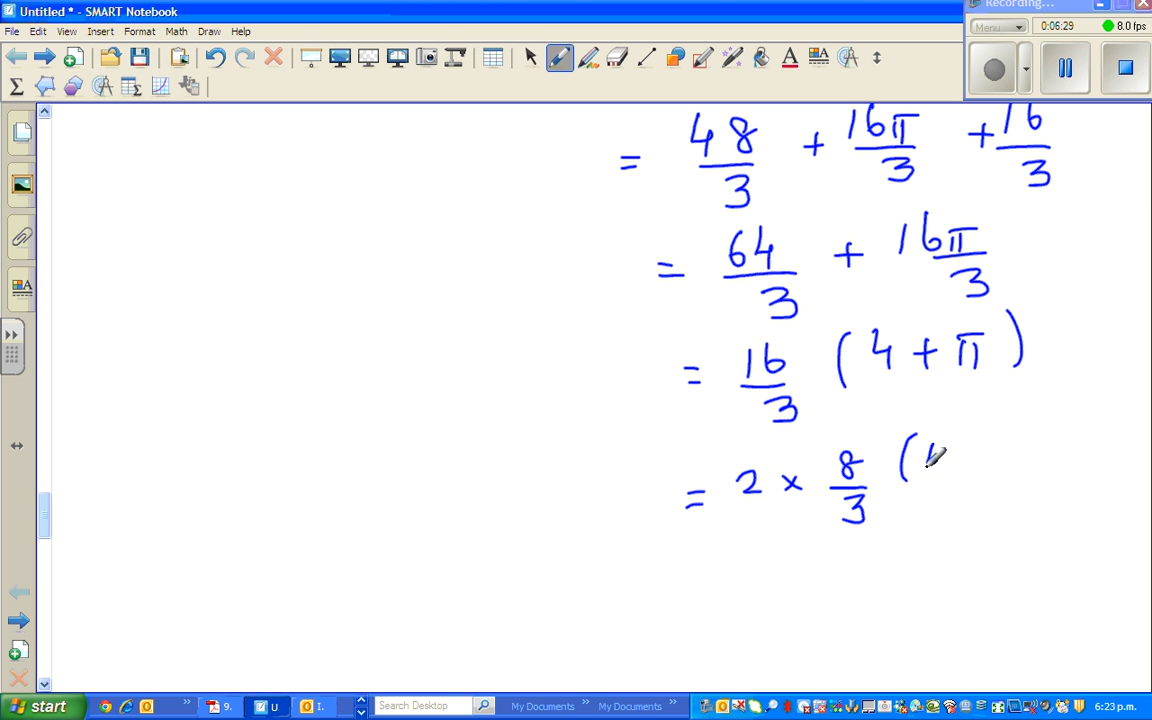 Untitled * - SMART Notebook
Recording...
File Edit View Insert Format Math Draw Help
Menu 0:06:29 8.0 fps
= 48/3 + 16π/3 + 16/3
= 64/3 + 16π/3
= 16/3 ( 4 + π )
= 2 × 8/3 (
start 9. U I. Search Desktop My Documents » My Documents » 6:23 p.m.